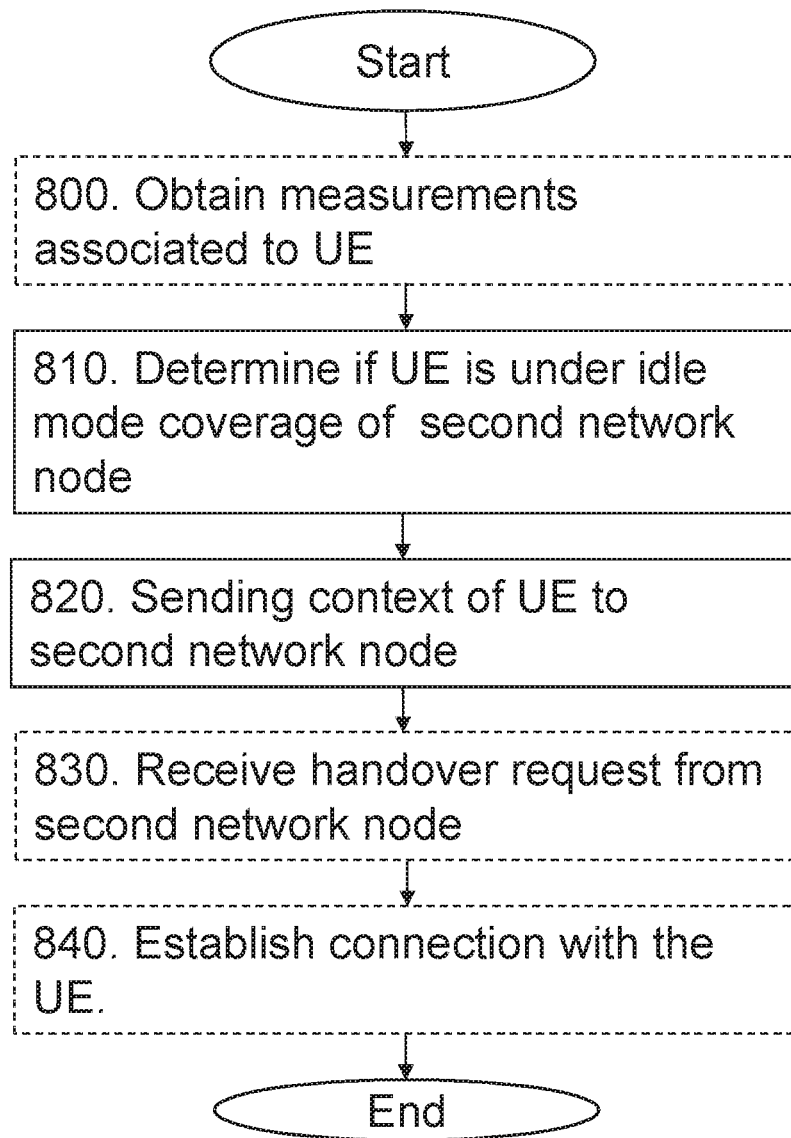 Start
800. Obtain measurements
associated to UE
810. Determine if UE is under idle
mode coverage of second network
node
820. Sending context of UE to
second network node
830. Receive handover request from
second network node
840. Establish connection with the
UE.
End